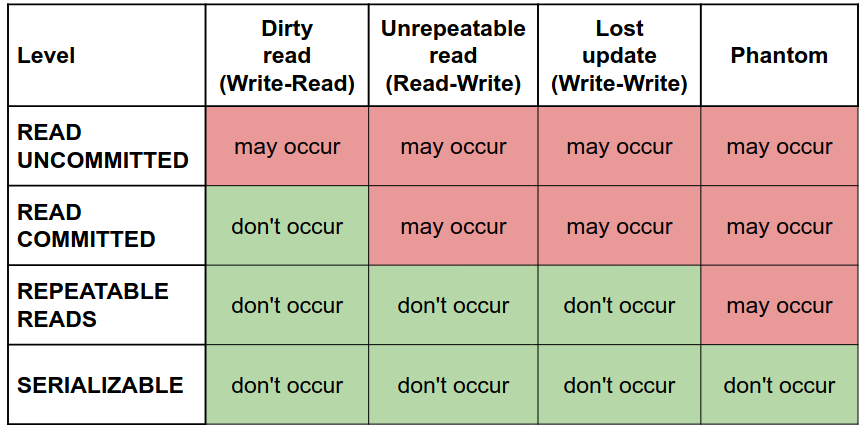 Level
Dirty
read
(Write-Read)
Unrepeatable
read
(Read-Write)
Lost
update
(Write-Write)
Phantom
READ
UNCOMMITTED
may occur
may occur
may occur
may occur
READ
COMMITTED
don't occur
may occur
may occur
may occur
REPEATABLE
READS
don't occur
don't occur
don't occur
may occur
SERIALIZABLE
don't occur
don't occur
don't occur
don't occur